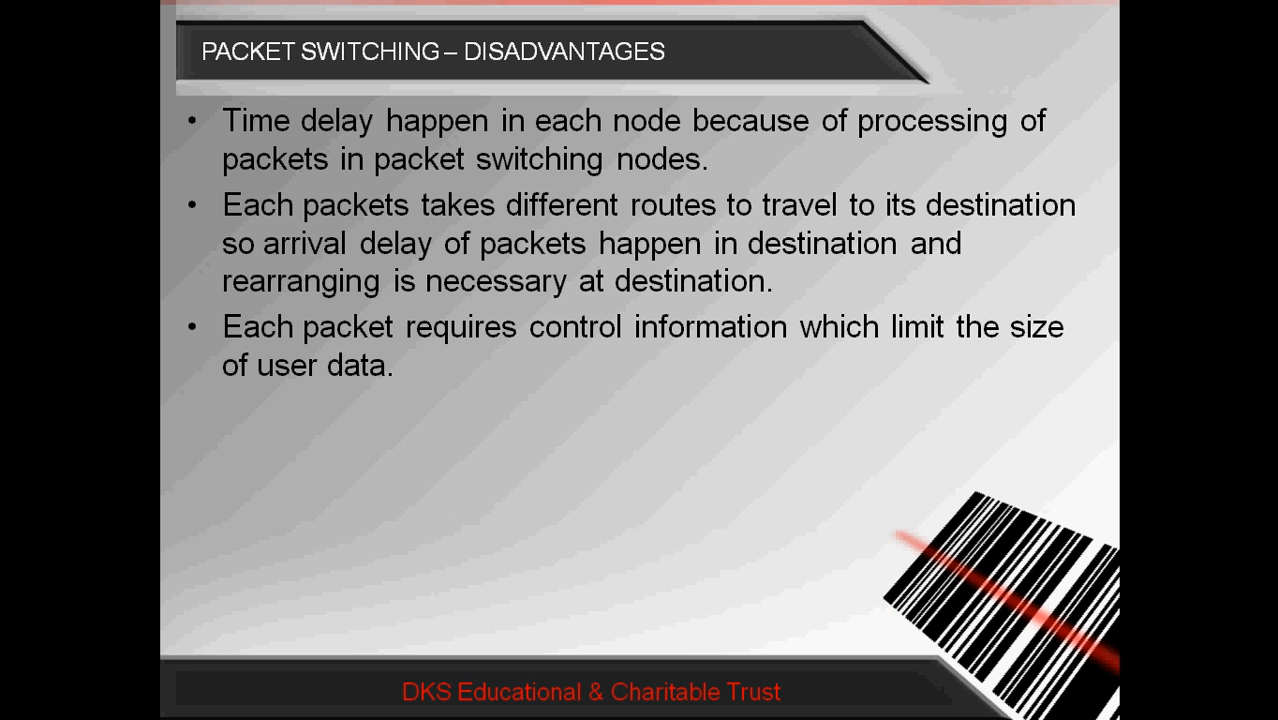 PACKET SWITCHING – DISADVANTAGES
• Time delay happen in each node because of processing of
packets in packet switching nodes.
• Each packets takes different routes to travel to its destination
so arrival delay of packets happen in destination and
rearranging is necessary at destination.
• Each packet requires control information which limit the size
of user data.
DKS Educational & Charitable Trust